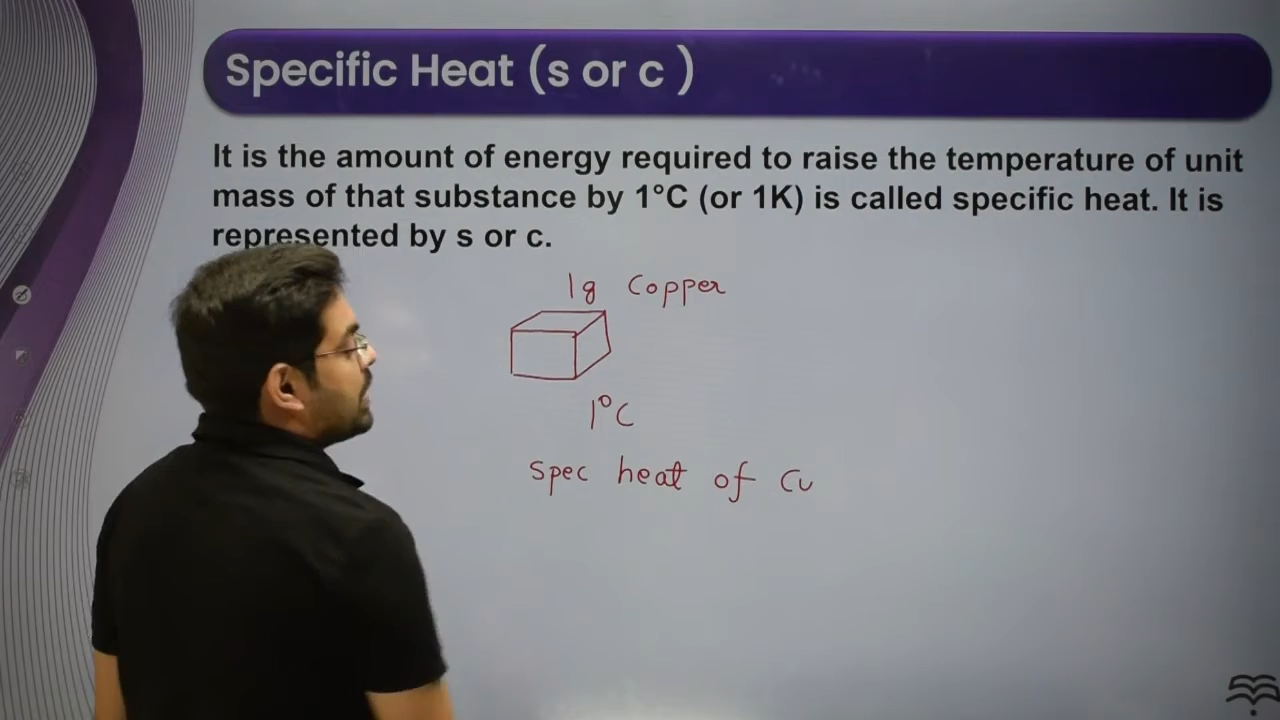 Specific Heat (s or c )
It is the amount of energy required to raise the temperature of unit
mass of that substance by 1°C (or 1K) is called specific heat. It is
represented by s or c.
1g Copper
1°C
Spec heat of Cu